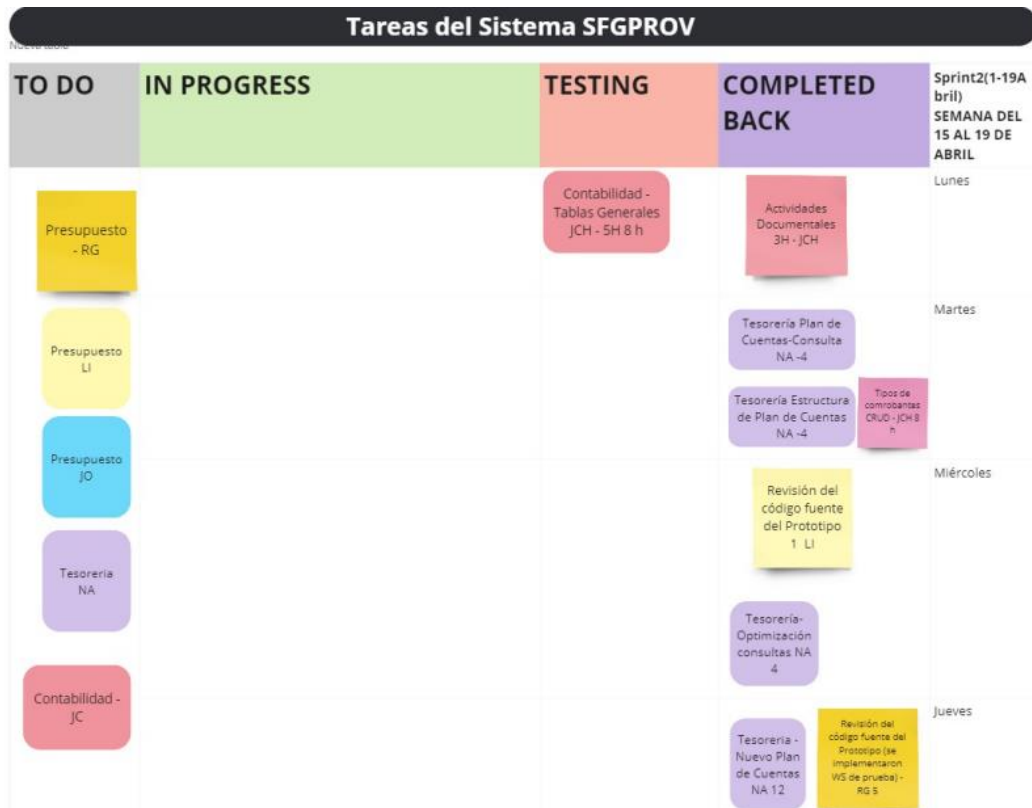 Tareas del Sistema SFGPROV
Nueva tabla
TO DO
IN PROGRESS
TESTING
COMPLETED
BACK
Sprint2(1-19A
bril)
SEMANA DEL
15 AL 19 DE
ABRIL
Presupuesto
- RG
Presupuesto
LI
Presupuesto
JO
Tesoreria
NA
Contabilidad -
JC
Contabilidad -
Tablas Generales
JCH - 5H 8 h
Actividades
Documentales
3H - JCH
Lunes
Tesorería Plan de
Cuentas-Consulta
NA -4
Tesorería Estructura
de Plan de Cuentas
NA -4
Tipos de
comrobantas
CRUD - JCH 8
h
Martes
Revisión del
código fuente
del Prototipo
1 LI
Tesorería-
Optimización
consultas NA
4
Miércoles
Tesoreria -
Nuevo Plan
de Cuentas
NA 12
Revisión del
código fuente del
Prototipo (se
implementaron
WS de prueba) -
RG 5
Jueves